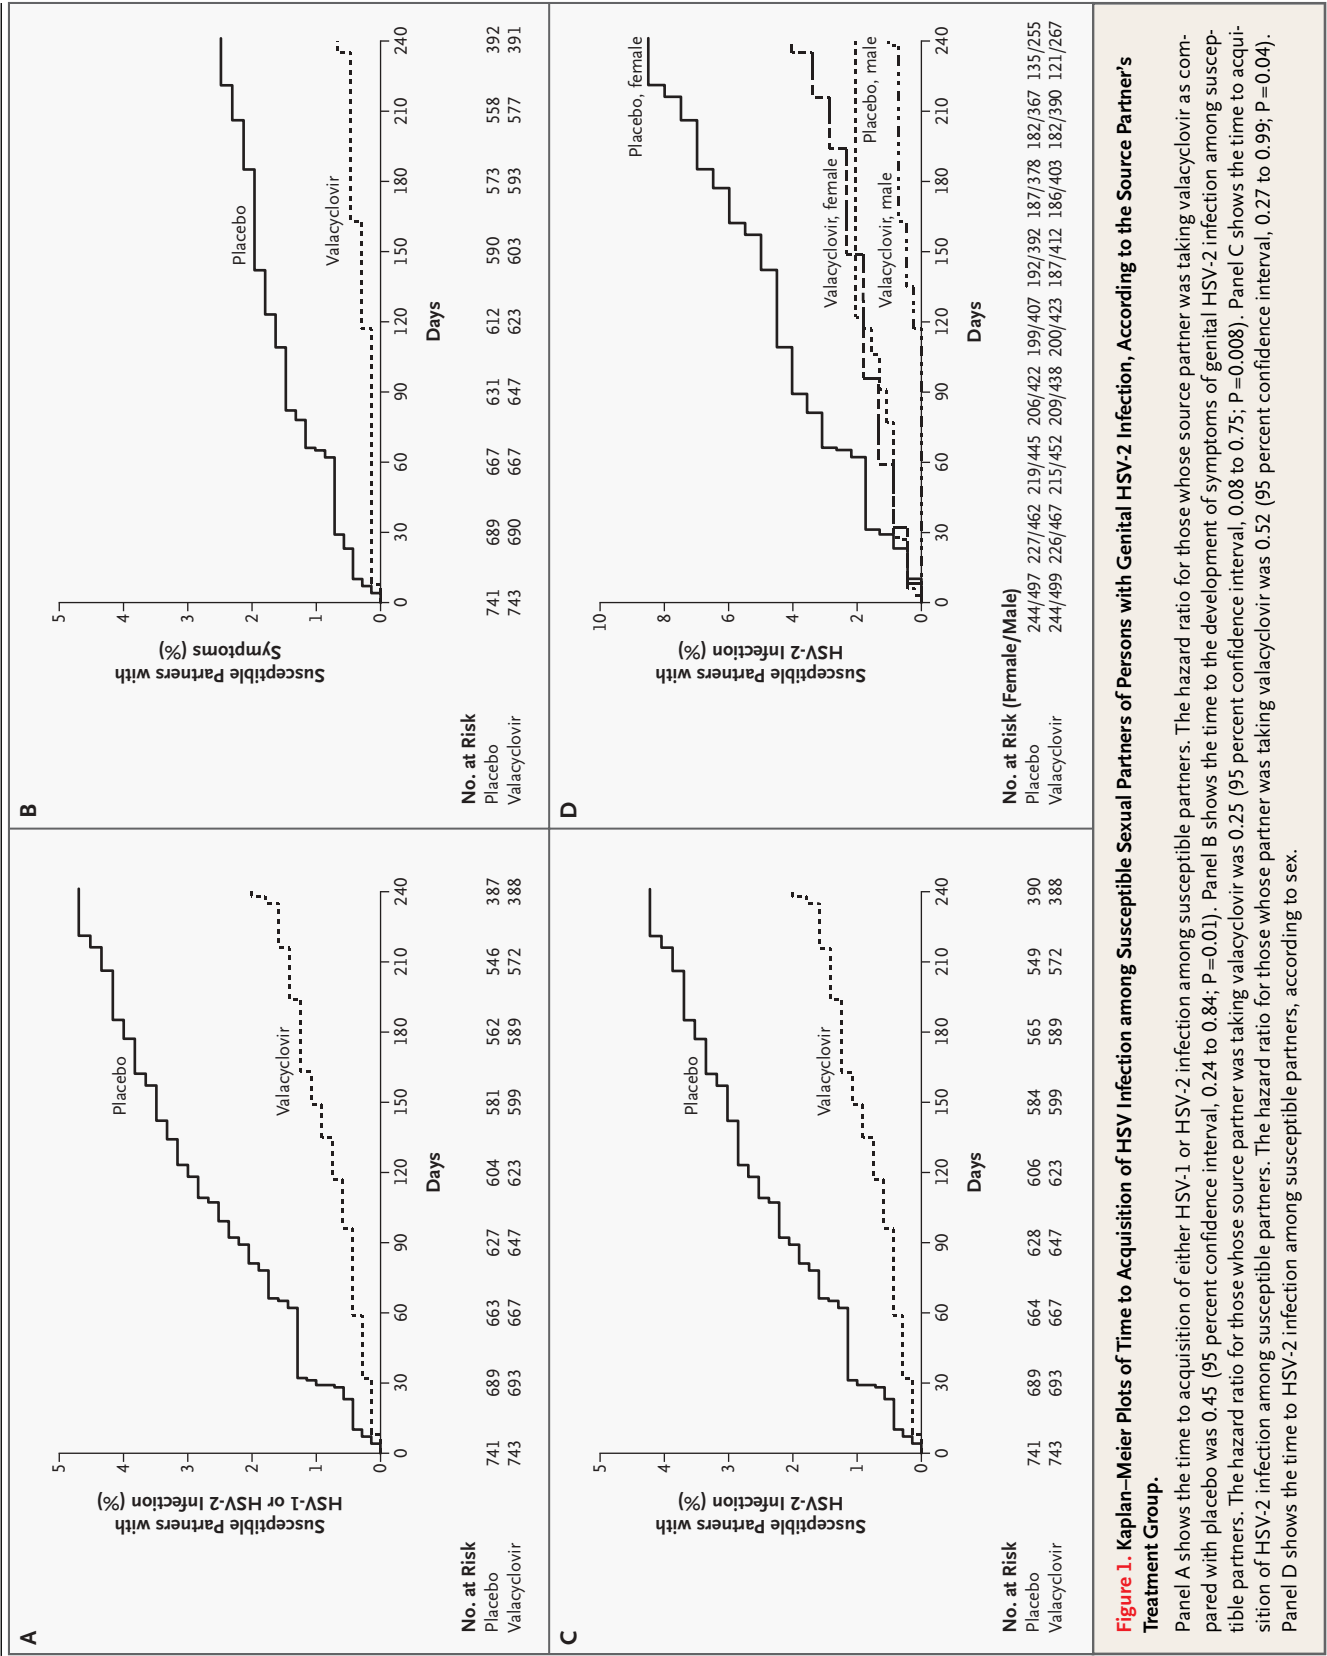 A
Susceptible Partners with
HSV-1 or HSV-2 Infection (%)
5
4
3
2
1
0
Placebo
Valacyclovir
0 30 60 90 120 150 180 210 240
Days
No. at Risk
Placebo 741 689 663 627 604 581 562 546 387
Valacyclovir 743 693 667 647 623 599 589 572 388
B
Susceptible Partners with
Symptoms (%)
5
4
3
2
1
0
Placebo
Valacyclovir
0 30 60 90 120 150 180 210 240
Days
No. at Risk
Placebo 741 689 667 631 612 590 573 558 392
Valacyclovir 743 690 667 647 623 603 593 577 391
C
Susceptible Partners with
HSV-2 Infection (%)
5
4
3
2
1
0
Placebo
Valacyclovir
0 30 60 90 120 150 180 210 240
Days
No. at Risk
Placebo 741 689 664 628 606 584 565 549 390
Valacyclovir 743 693 667 647 623 599 589 572 388
D
Susceptible Partners with
HSV-2 Infection (%)
10
8
6
4
2
0
Placebo, female
Valacyclovir, female
Placebo, male
Valacyclovir, male
0 30 60 90 120 150 180 210 240
Days
No. at Risk (Female/Male)
Placebo 244/497 227/462 219/445 206/422 199/407 192/392 187/378 182/367 135/255
Valacyclovir 244/499 226/467 215/452 209/438 200/423 187/412 186/403 182/390 121/267
Figure 1. Kaplan–Meier Plots of Time to Acquisition of HSV Infection among Susceptible Sexual Partners of Persons with Genital HSV-2 Infection, According to the Source Partner's
Treatment Group.
Panel A shows the time to acquisition of either HSV-1 or HSV-2 infection among susceptible partners. The hazard ratio for those whose source partner was taking valacyclovir as com-
pared with placebo was 0.45 (95 percent confidence interval, 0.24 to 0.84; P=0.01). Panel B shows the time to the development of symptoms of genital HSV-2 infection among suscep-
tible partners. The hazard ratio for those whose source partner was taking valacyclovir was 0.25 (95 percent confidence interval, 0.08 to 0.75; P=0.008). Panel C shows the time to acqui-
sition of HSV-2 infection among susceptible partners. The hazard ratio for those whose partner was taking valacyclovir was 0.52 (95 percent confidence interval, 0.27 to 0.99; P=0.04).
Panel D shows the time to HSV-2 infection among susceptible partners, according to sex.